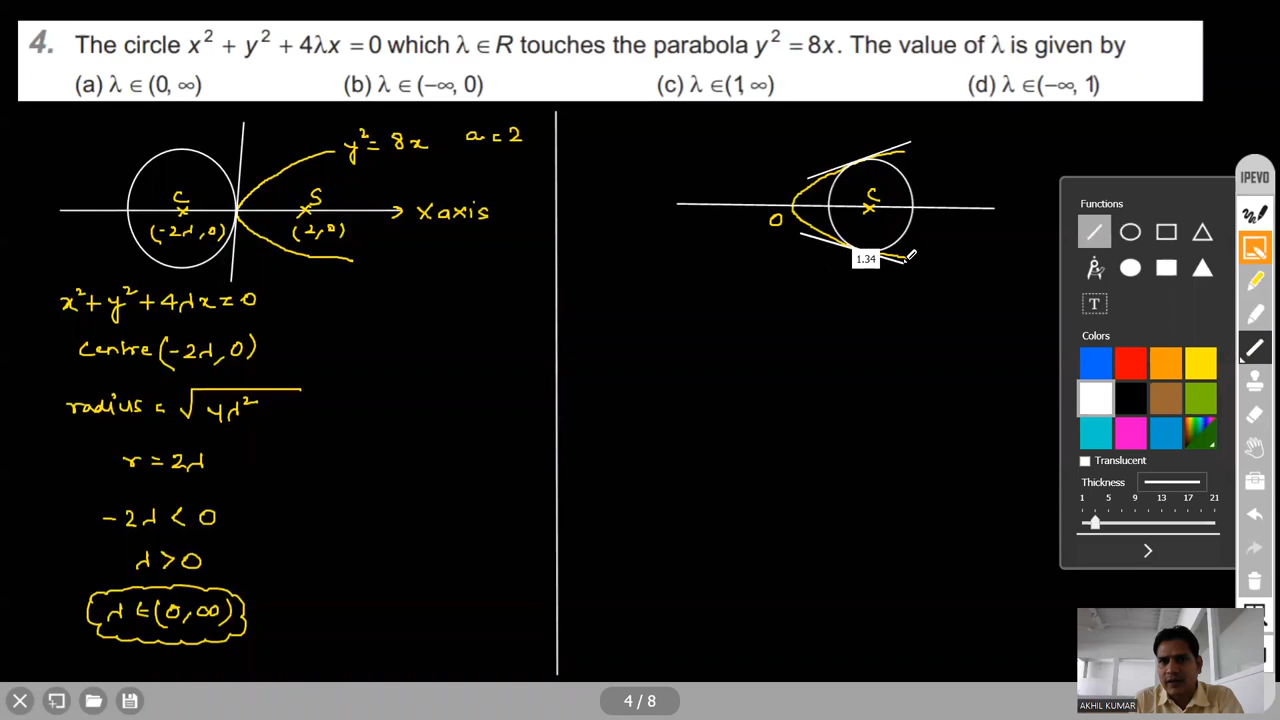 4. The circle x² + y² + 4λx = 0 which λ ∈ R touches the parabola y² = 8x. The value of λ is given by
(a) λ ∈ (0, ∞) (b) λ ∈ (−∞, 0) (c) λ ∈ (1, ∞) (d) λ ∈ (−∞, 1)
y² = 8x a = 2
C S
X axis
(-2λ, 0) (2, 0)
x² + y² + 4λx = 0
Centre (-2λ, 0)
radius = √4λ²
r = 2λ
-2λ < 0
λ > 0
λ ∈ (0, ∞)
C
O
1.34
IPEVO
Functions
T
Colors
Translucent
Thickness
1 5 9 13 17 21
4 / 8
AKHIL KUMAR